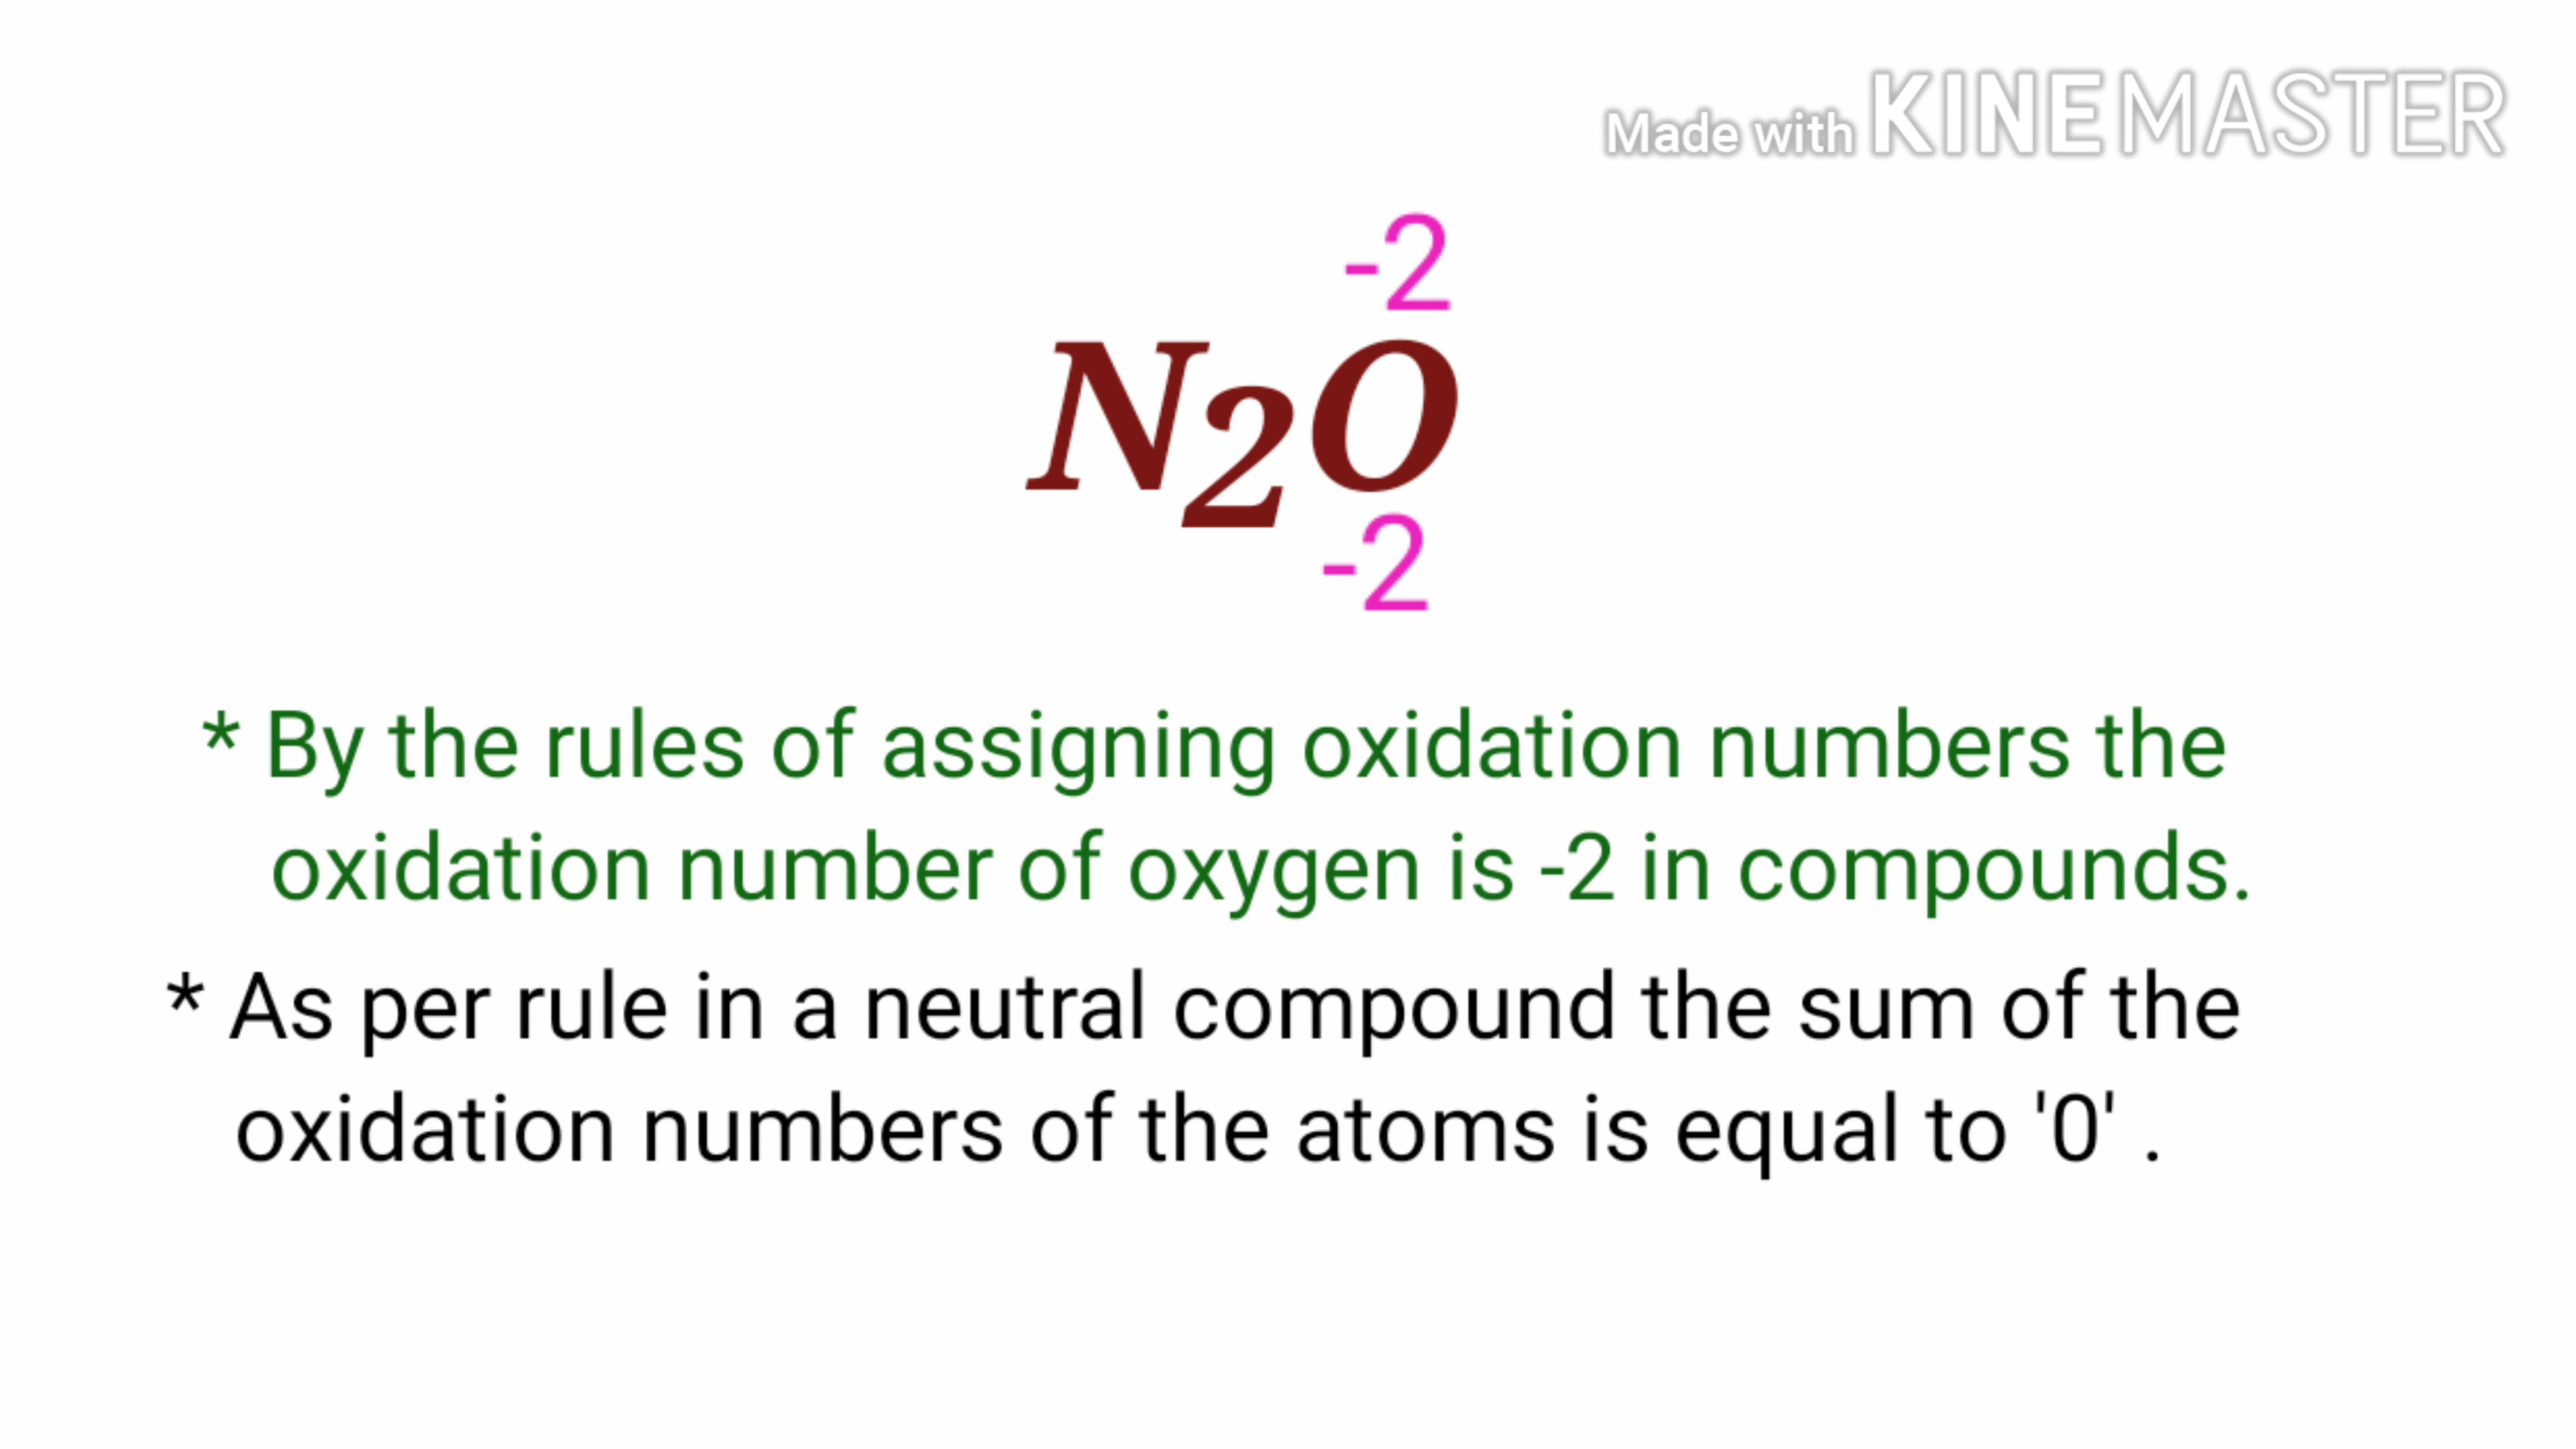 Made with KINEMASTER
-2
N2O
-2
* By the rules of assigning oxidation numbers the
oxidation number of oxygen is -2 in compounds.
* As per rule in a neutral compound the sum of the
oxidation numbers of the atoms is equal to '0' .